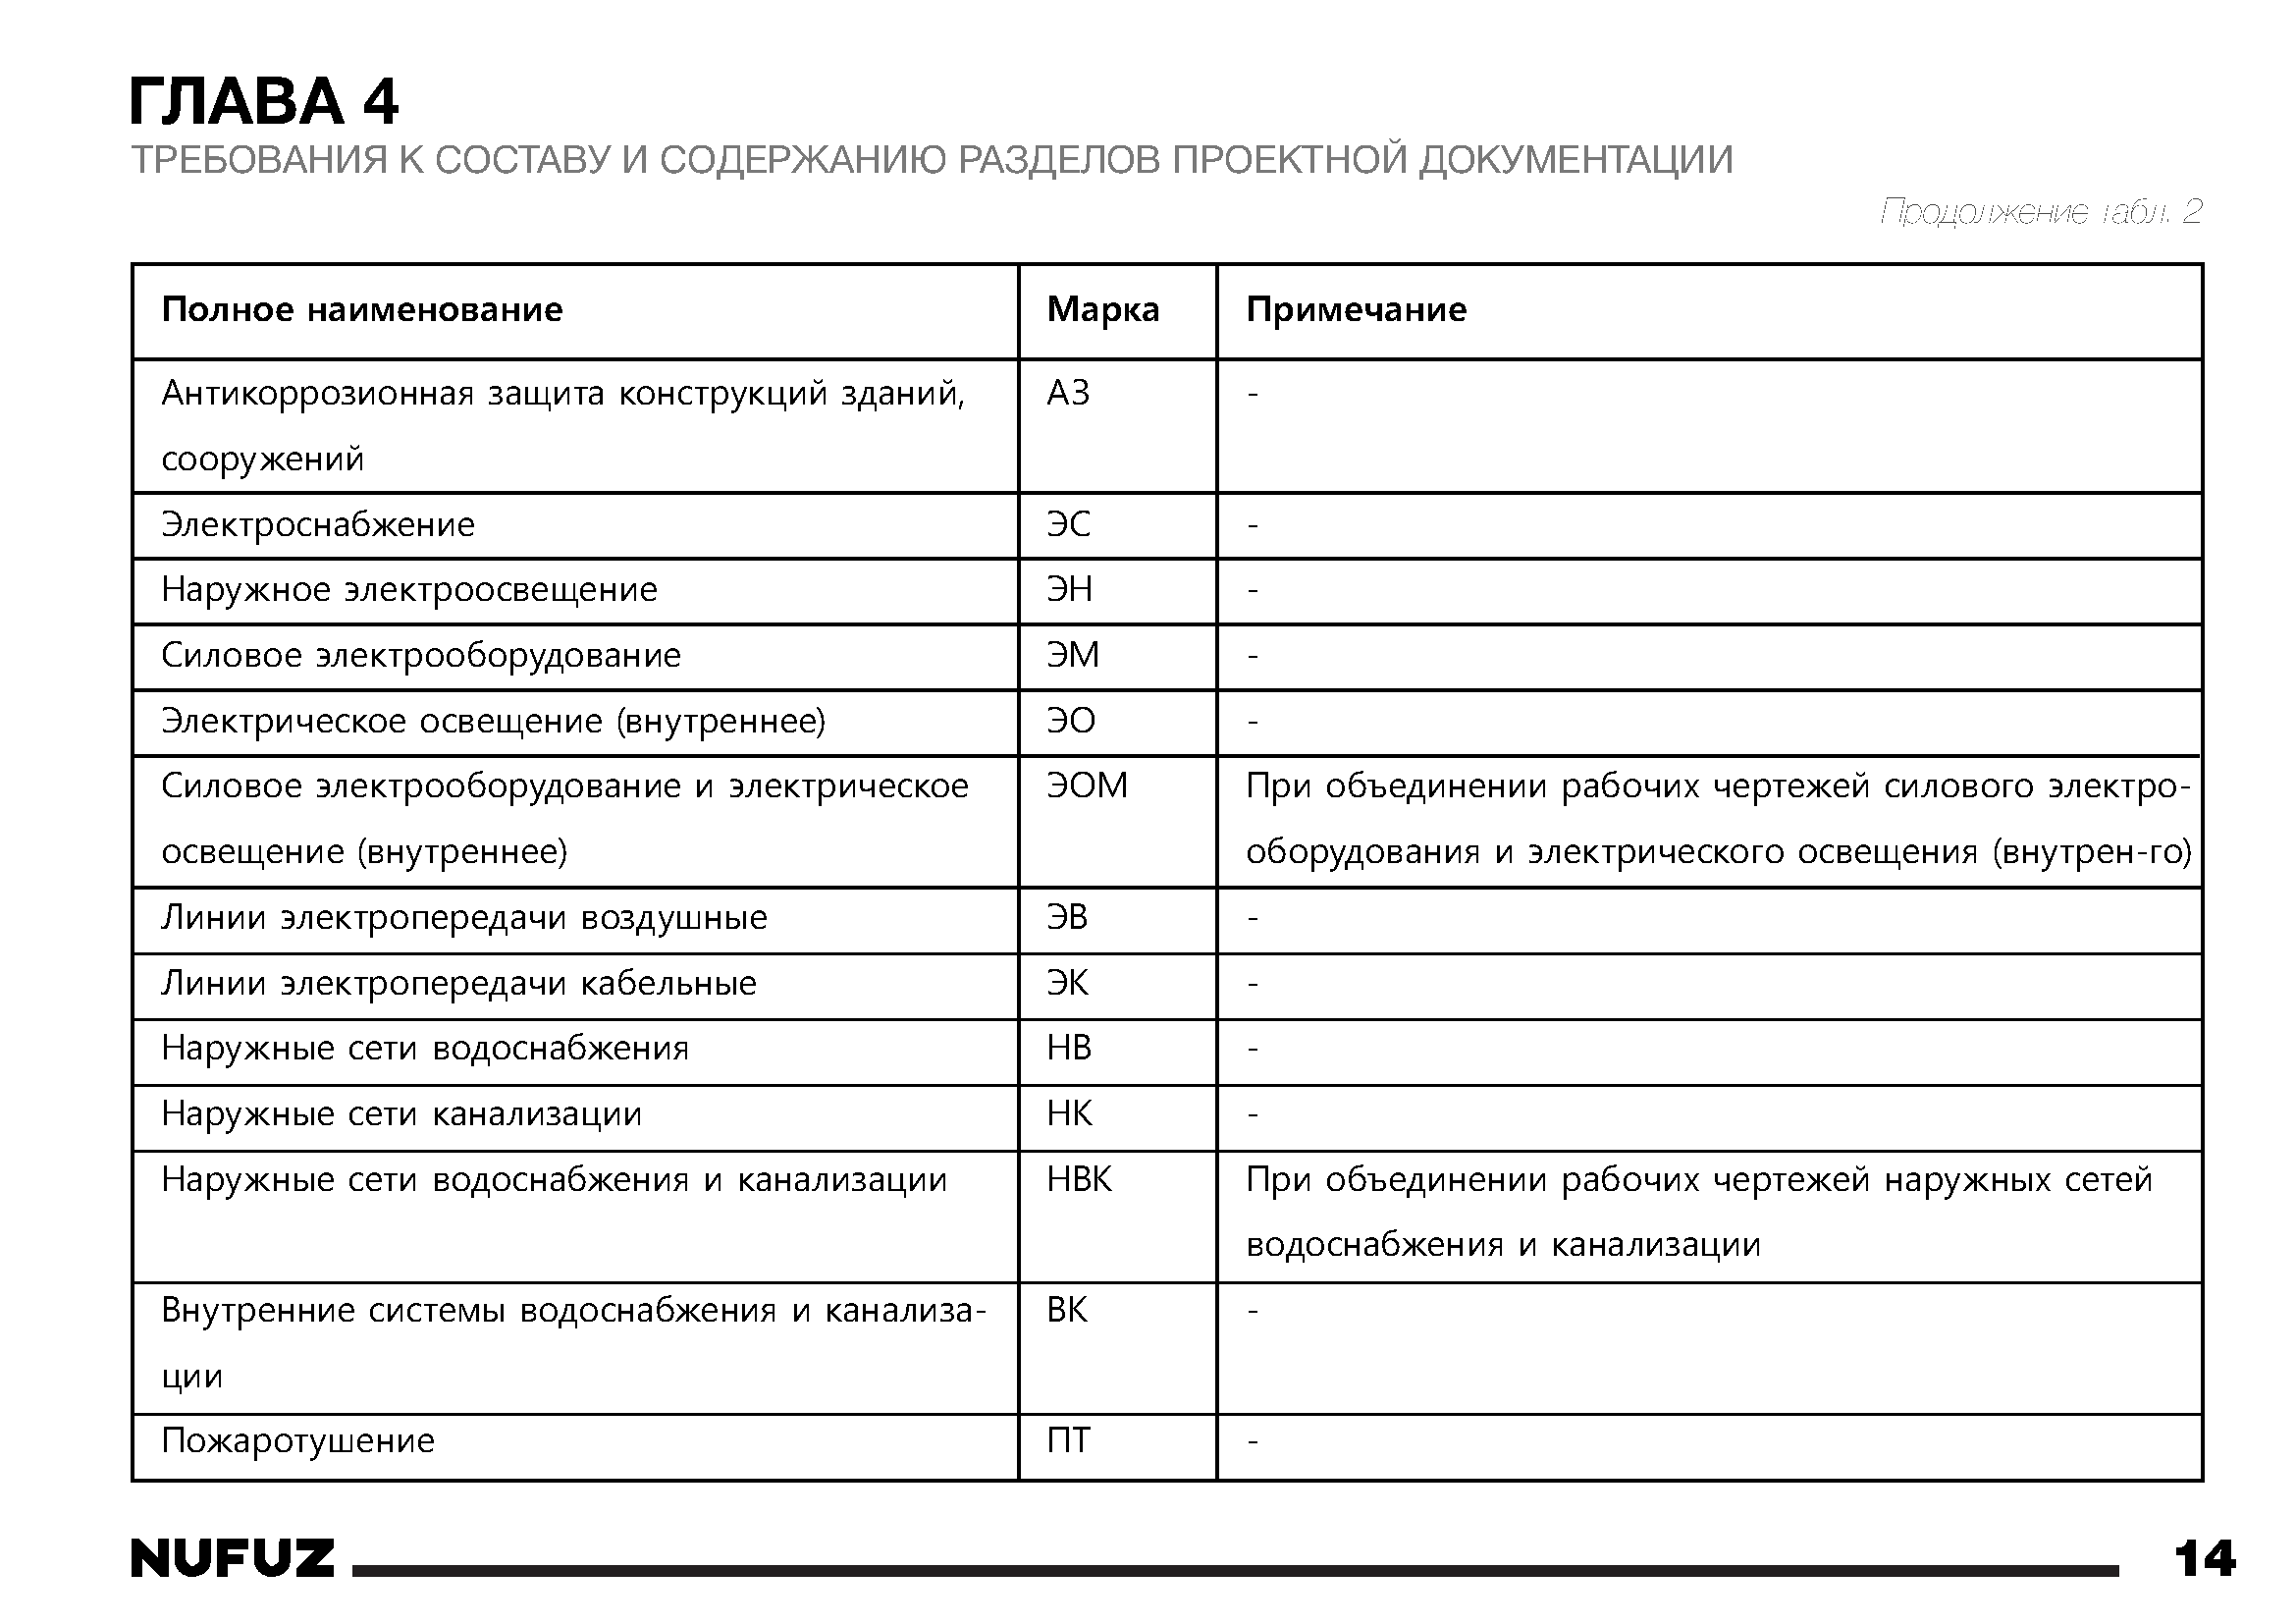 ГЛАВА 4
ТРЕБОВАНИЯ К СОСТАВУ И СОДЕРЖАНИЮ РАЗДЕЛОВ ПРОЕКТНОЙ ДОКУМЕНТАЦИИ
Продолжение табл. 2
Полное наименование Марка Примечание
Антикоррозионная защита конструкций зданий, АЗ -
сооружений
Электроснабжение ЭС -
Наружное электроосвещение ЭН -
Силовое электрооборудование ЭМ -
Электрическое освещение (внутреннее) ЭО -
Силовое электрооборудование и электрическое ЭОМ При объединении рабочих чертежей силового электро-
освещение (внутреннее) оборудования и электрического освещения (внутрен-го)
Линии электропередачи воздушные ЭВ -
Линии электропередачи кабельные ЭК -
Наружные сети водоснабжения НВ -
Наружные сети канализации НК -
Наружные сети водоснабжения и канализации НВК При объединении рабочих чертежей наружных сетей
водоснабжения и канализации
Внутренние системы водоснабжения и канализа- ВК -
ции
Пожаротушение ПТ -
NUFUZ 14